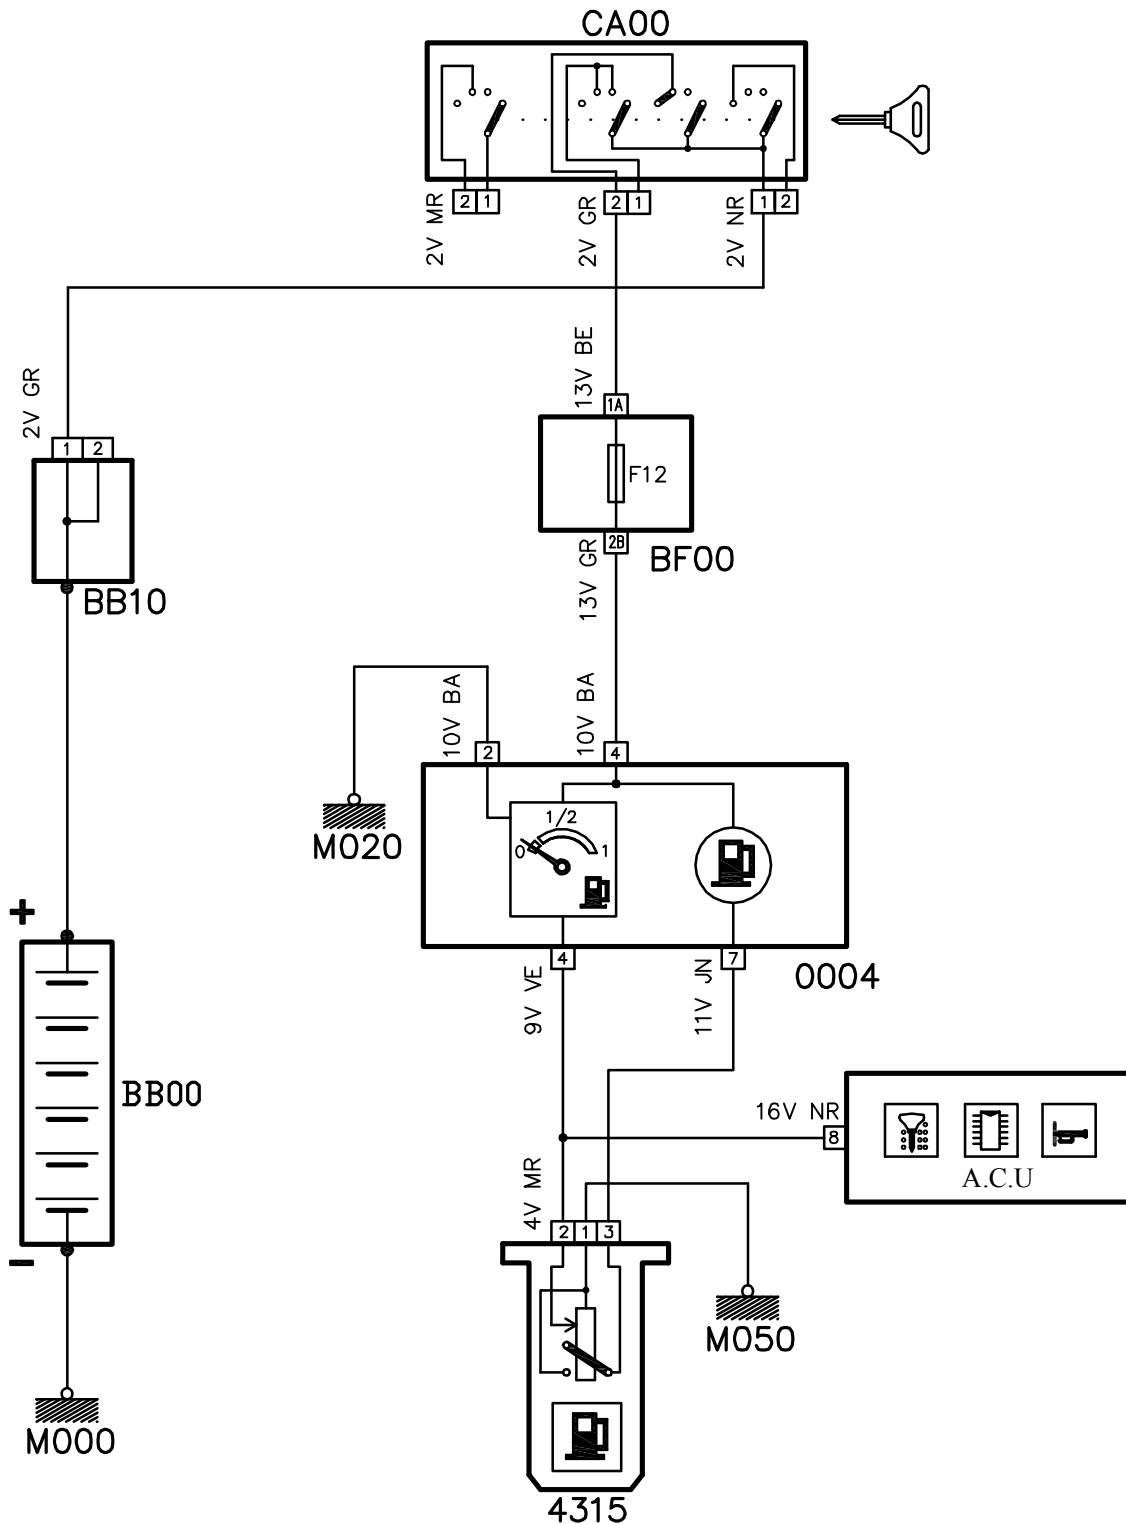 CA00
2V MR
2 1
2V GR
2 1
2V NR
1 2
2V GR
1 2
BB10
13V BE
1A
F12
2B
13V GR
BF00
10V BA
2
10V BA
4
M020
0 1/2 1
4
7
9V VE
11V JN
0004
+
BB00
-
M000
16V NR
8
A.C.U
4V MR
2 1 3
M050
4315